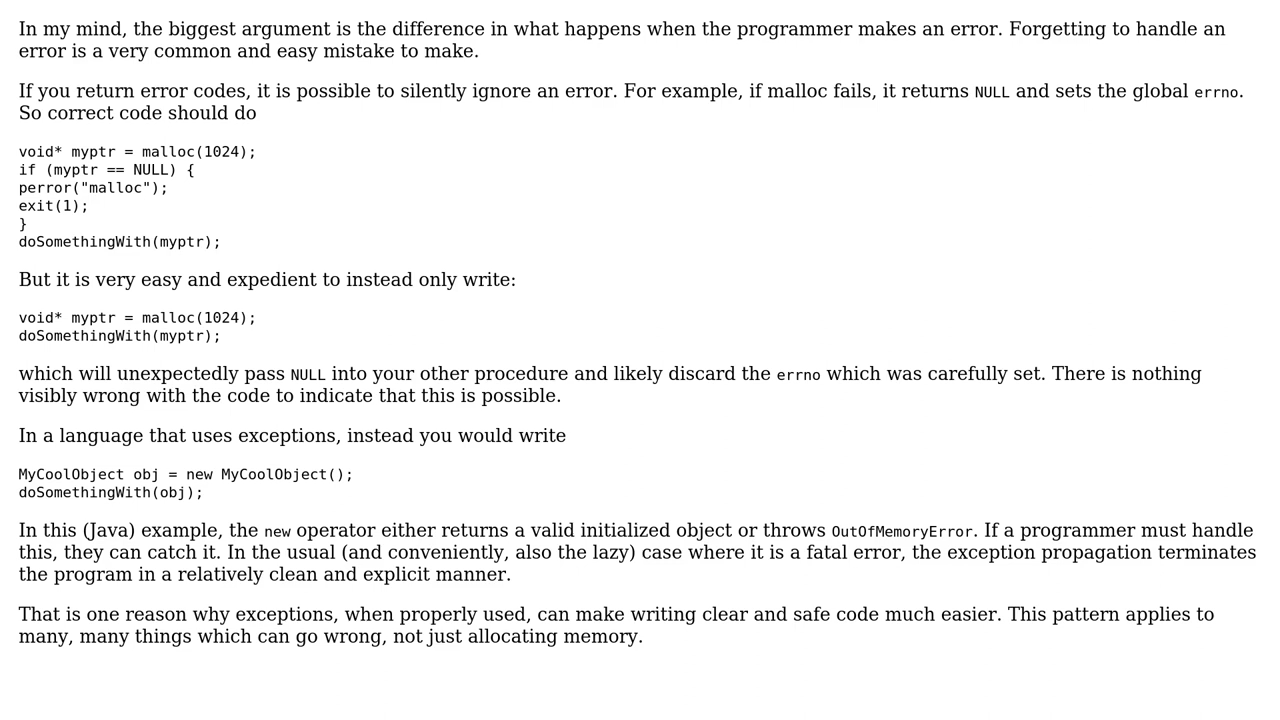 In my mind, the biggest argument is the difference in what happens when the programmer makes an error. Forgetting to handle an
error is a very common and easy mistake to make.
If you return error codes, it is possible to silently ignore an error. For example, if malloc fails, it returns NULL and sets the global errno.
So correct code should do
void* myptr = malloc(1024);
if (myptr == NULL) {
perror("malloc");
exit(1);
}
doSomethingWith(myptr);
But it is very easy and expedient to instead only write:
void* myptr = malloc(1024);
doSomethingWith(myptr);
which will unexpectedly pass NULL into your other procedure and likely discard the errno which was carefully set. There is nothing
visibly wrong with the code to indicate that this is possible.
In a language that uses exceptions, instead you would write
MyCoolObject obj = new MyCoolObject();
doSomethingWith(obj);
In this (Java) example, the new operator either returns a valid initialized object or throws OutOfMemoryError. If a programmer must handle
this, they can catch it. In the usual (and conveniently, also the lazy) case where it is a fatal error, the exception propagation terminates
the program in a relatively clean and explicit manner.
That is one reason why exceptions, when properly used, can make writing clear and safe code much easier. This pattern applies to
many, many things which can go wrong, not just allocating memory.